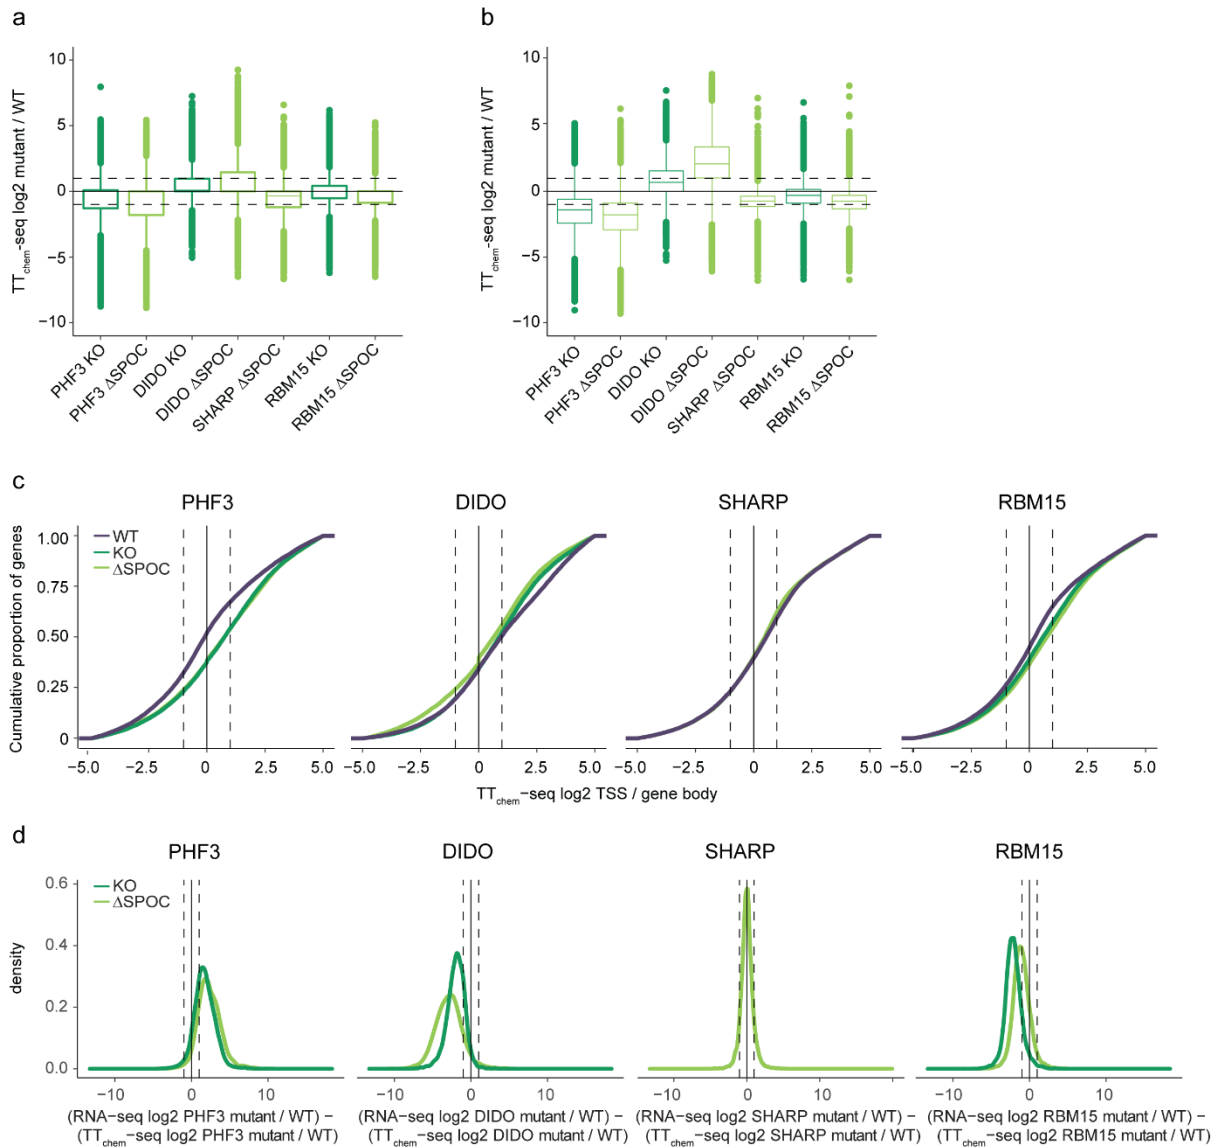 a
b
TTchem-seq log2 mutant / WT
10
5
0
−5
−10
PHF3 KO
PHF3 ΔSPOC
DIDO KO
DIDO ΔSPOC
SHARP ΔSPOC
RBM15 KO
RBM15 ΔSPOC
TTchem-seq log2 mutant / WT
10
5
0
−5
−10
PHF3 KO
PHF3 ΔSPOC
DIDO KO
DIDO ΔSPOC
SHARP ΔSPOC
RBM15 KO
RBM15 ΔSPOC
c
PHF3
DIDO
SHARP
RBM15
WT
KO
ΔSPOC
Cumulative proportion of genes
1.00
0.75
0.50
0.25
0
−5.0 −2.5 0 2.5 5.0
−5.0 −2.5 0 2.5 5.0
−5.0 −2.5 0 2.5 5.0
−5.0 −2.5 0 2.5 5.0
TTchem−seq log2 TSS / gene body
d
PHF3
DIDO
SHARP
RBM15
KO
ΔSPOC
density
0.6
0.4
0.2
0.0
−10 0 10
−10 0 10
−10 0 10
−10 0 10
(RNA−seq log2 PHF3 mutant / WT) −
(TTchem−seq log2 PHF3 mutant / WT)
(RNA−seq log2 DIDO mutant / WT) −
(TTchem−seq log2 DIDO mutant / WT)
(RNA−seq log2 SHARP mutant / WT) −
(TTchem−seq log2 SHARP mutant / WT)
(RNA−seq log2 RBM15 mutant / WT) −
(TTchem−seq log2 RBM15 mutant / WT)